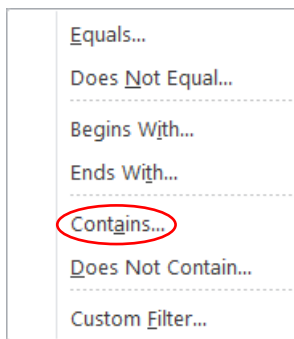 Equals...
Does Not Equal...
Begins With...
Ends With...
Contains...
Does Not Contain...
Custom Filter...